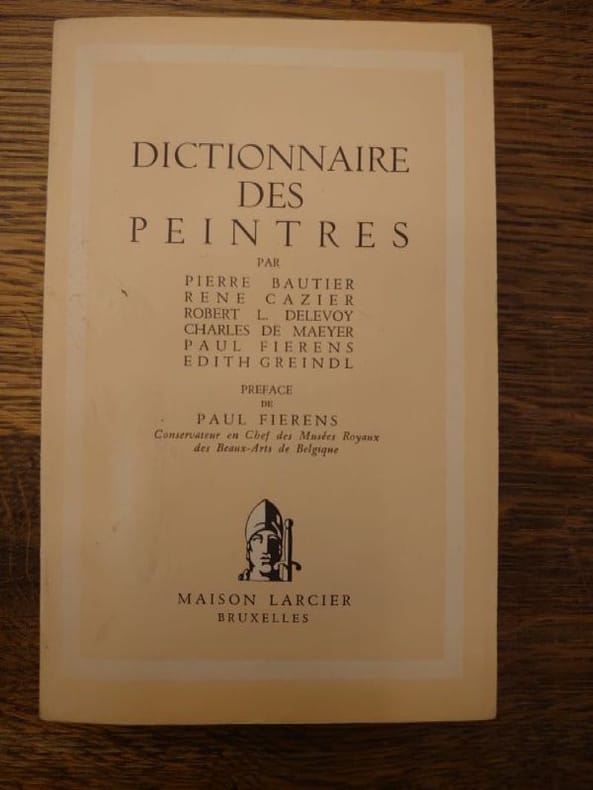 DICTIONNAIRE
DES
PEINTRES
PAR
PIERRE BAUTIER
RENE CAZIER
ROBERT L. DELEVOY
CHARLES DE MAEYER
PAUL FIERENS
EDITH GREINDL
PREFACE
DE
PAUL FIERENS
Conservateur en Chef des Musées Royaux
des Beaux-Arts de Belgique
MAISON LARCIER
BRUXELLES